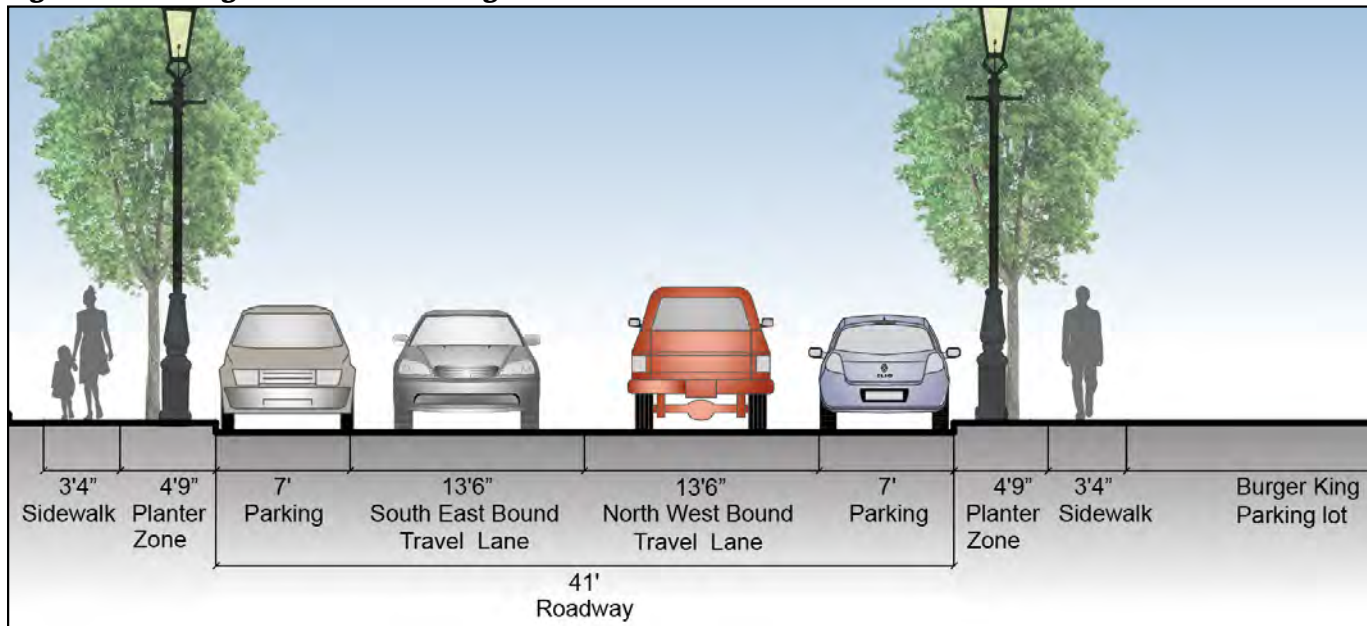 3'4"
Sidewalk
4'9"
Planter
Zone
7'
Parking
13'6"
South East Bound
Travel Lane
13'6"
North West Bound
Travel Lane
7'
Parking
4'9"
Planter
Zone
3'4"
Sidewalk
Burger King
Parking lot
41'
Roadway